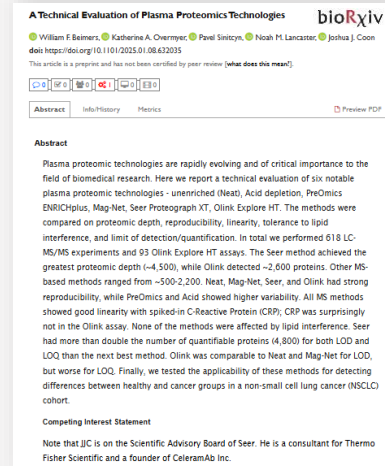 A Technical Evaluation of Plasma Proteomics Technologies
bioRxiv
William F. Beimers, Katherine A. Overmyer, Pavel Sinitcyn, Noah M. Lancaster, Joshua J. Coon
doi: https://doi.org/10.1101/2025.01.08.632035
This article is a preprint and has not been certified by peer review [what does this mean?].
0 0 0 1 0 0
Abstract Info/History Metrics Preview PDF
Abstract
Plasma proteomic technologies are rapidly evolving and of critical importance to the
field of biomedical research. Here we report a technical evaluation of six notable
plasma proteomic technologies - unenriched (Neat), Acid depletion, PreOmics
ENRICHplus, Mag-Net, Seer Proteograph XT, Olink Explore HT. The methods were
compared on proteomic depth, reproducibility, linearity, tolerance to lipid
interference, and limit of detection/quantification. In total we performed 618 LC-
MS/MS experiments and 93 Olink Explore HT assays. The Seer method achieved the
greatest proteomic depth (~4,500), while Olink detected ~2,600 proteins. Other MS-
based methods ranged from ~500-2,200. Neat, Mag-Net, Seer, and Olink had strong
reproducibility, while PreOmics and Acid showed higher variability. All MS methods
showed good linearity with spiked-in C-Reactive Protein (CRP); CRP was surprisingly
not in the Olink assay. None of the methods were affected by lipid interference. Seer
had more than double the number of quantifiable proteins (4,800) for both LOD and
LOQ than the next best method. Olink was comparable to Neat and Mag-Net for LOD,
but worse for LOQ. Finally, we tested the applicability of these methods for detecting
differences between healthy and cancer groups in a non-small cell lung cancer (NSCLC)
cohort.
Competing Interest Statement
Note that JJC is on the Scientific Advisory Board of Seer. He is a consultant for Thermo
Fisher Scientific and a founder of CeleramAb Inc.